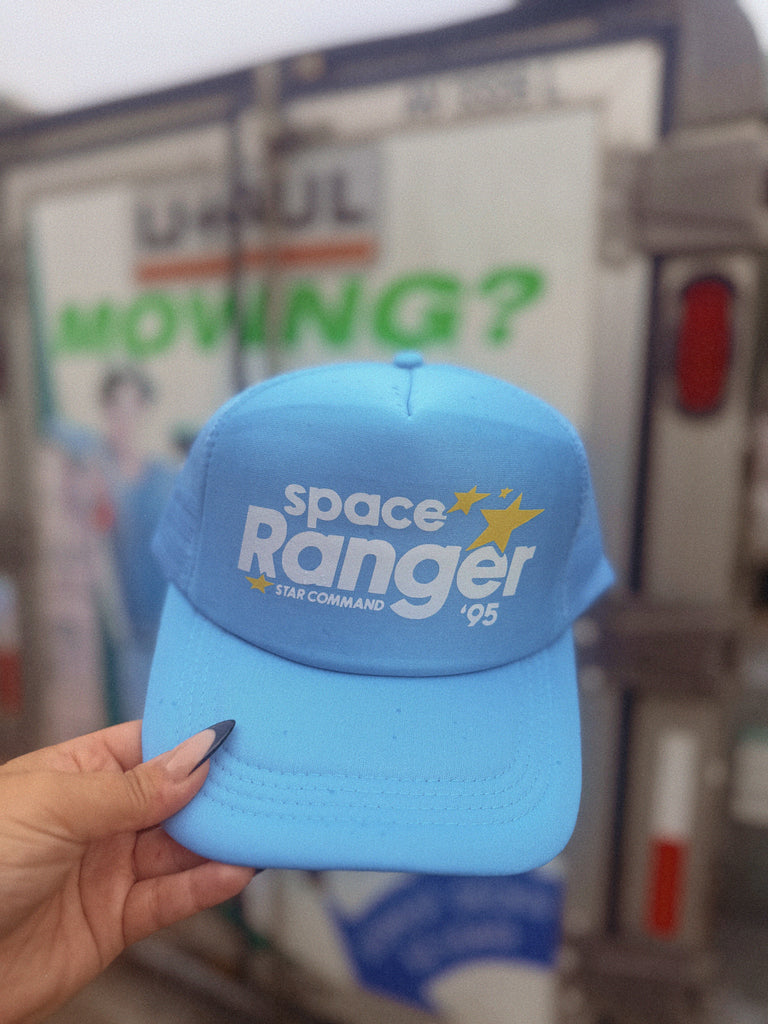 U-HAUL
MOVING?
space
Ranger
STAR COMMAND
'95